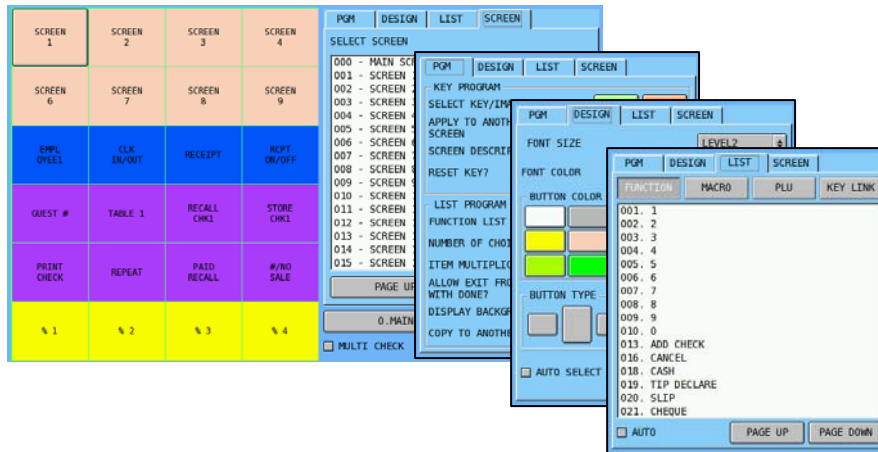 SCREEN 1
SCREEN 2
SCREEN 3
SCREEN 4
SCREEN 6
SCREEN 7
SCREEN 8
SCREEN 9
EMPL OYEE1
CLK IN/OUT
RECEIPT
RCPT ON/OFF
GUEST #
TABLE 1
RECALL CHK1
STORE CHK1
PRINT CHECK
REPEAT
PAID RECALL
#/NO SALE
% 1
% 2
% 3
% 4
PGM DESIGN LIST SCREEN
SELECT SCREEN
000 - MAIN SCR
001 - SCREEN
002 - SCREEN
003 - SCREEN
004 - SCREEN
005 - SCREEN
006 - SCREEN
007 - SCREEN
008 - SCREEN
009 - SCREEN
010 - SCREEN
011 - SCREEN
012 - SCREEN
013 - SCREEN
014 - SCREEN
015 - SCREEN
PAGE UP
0.MAIN
MULTI CHECK
PGM DESIGN LIST SCREEN
KEY PROGRAM
SELECT KEY/IMA
APPLY TO ANOTH
SCREEN
SCREEN DESCRIP
RESET KEY?
LIST PROGRAM
FUNCTION LIST
NUMBER OF CHOI
ITEM MULTIPLIC
ALLOW EXIT FRO
WITH DONE?
DISPLAY BACKGR
COPY TO ANOTHE
PGM DESIGN LIST SCREEN
FONT SIZE LEVEL2
FONT COLOR
BUTTON COLOR
BUTTON TYPE
AUTO SELECT
PGM DESIGN LIST SCREEN
FUNCTION MACRO PLU KEY LINK
001. 1
002. 2
003. 3
004. 4
005. 5
006. 6
007. 7
008. 8
009. 9
010. 0
013. ADD CHECK
016. CANCEL
018. CASH
019. TIP DECLARE
020. SLIP
021. CHEQUE
AUTO PAGE UP PAGE DOWN